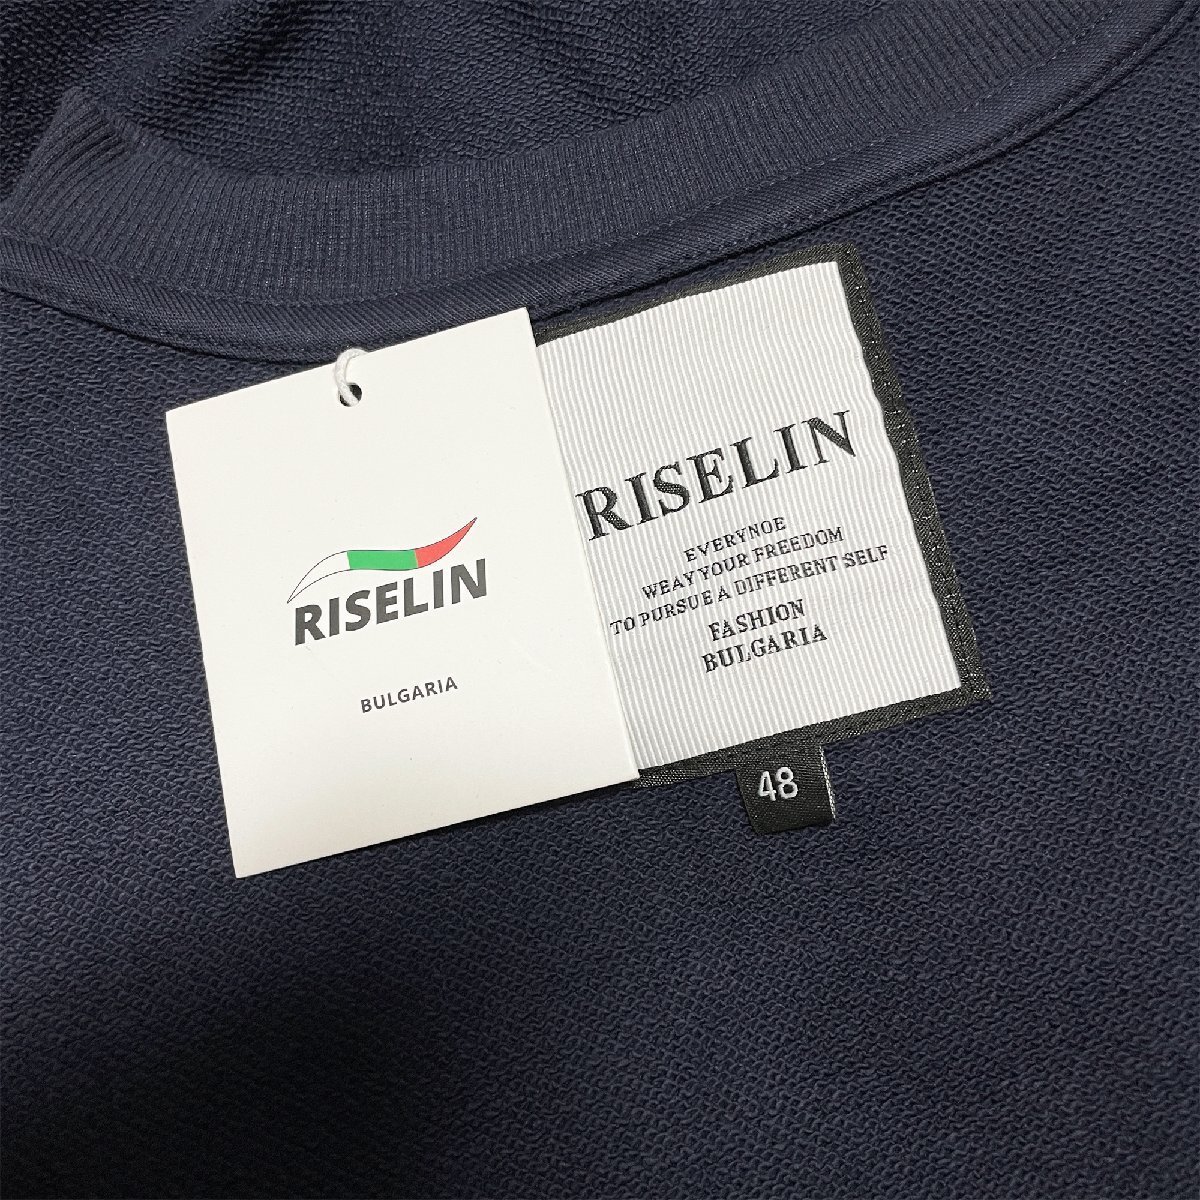 RISELIN
BULGARIA
RISELIN
EVERYNOE
WEAY YOUR FREEDOM
TO PURSUE A DIFFERENT SELF
FASHION
BULGARIA
48